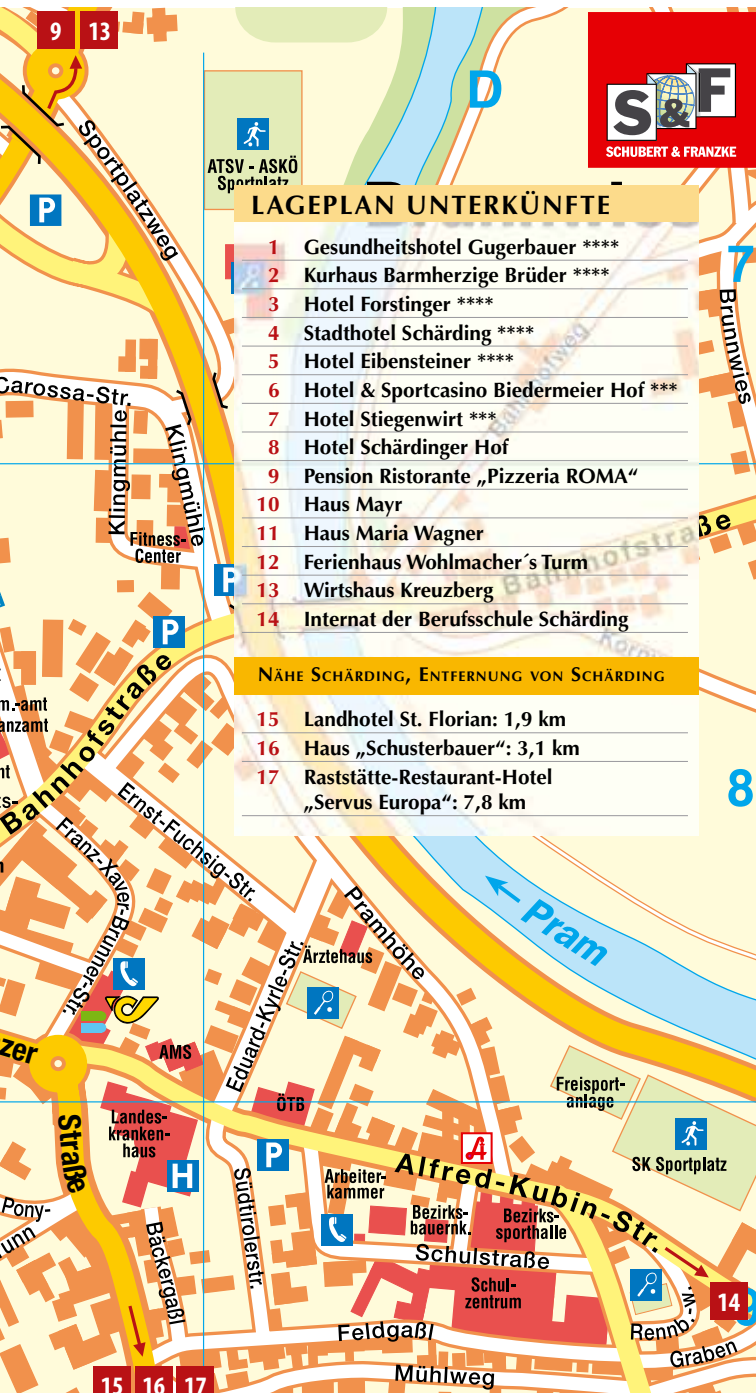 9 13
S & F
SCHUBERT & FRANZKE
D
Sportplatzweg
ATSV - ASKÖ
Sportplatz
P
LAGEPLAN UNTERKÜNFTE
1 Gesundheitshotel Gugerbauer ****
2 Kurhaus Barmherzige Brüder ****
3 Hotel Forstinger ****
4 Stadthotel Schärding ****
5 Hotel Eibensteiner ****
6 Hotel & Sportcasino Biedermeier Hof ***
7 Hotel Stiegenwirt ***
8 Hotel Schärdinger Hof
9 Pension Ristorante „Pizzeria ROMA“
10 Haus Mayr
11 Haus Maria Wagner
12 Ferienhaus Wohlmacher´s Turm
13 Wirtshaus Kreuzberg
14 Internat der Berufsschule Schärding
NÄHE SCHÄRDING, ENTFERNUNG VON SCHÄRDING
15 Landhotel St. Florian: 1,9 km
16 Haus „Schusterbauer“: 3,1 km
17 Raststätte-Restaurant-Hotel
„Servus Europa“: 7,8 km
7
Brunnwies
Bahnhofweg
Bahnhofstraße
Carossa-Str.
Klingmühle
Klingmühle
Fitness-
Center
P
P
m.-amt
anzamt
Bahnhofstraße
8
Ernst-Fuchsig-Str.
Franz-Xaver-Brunner-Str.
Pramhöhe
Pram
Ärztehaus
Eduard-Kyrle-Str.
zer
AMS
Straße
Landes-
kranken-
haus
H
ÖTB
P
Freisport-
anlage
SK Sportplatz
Alfred-Kubin-Str.
Arbeiter-
kammer
Bezirks-
bauernk.
Bezirks-
sporthalle
Südtirolerstr.
Schulstraße
Schul-
zentrum
Pony-
unn
Bäckergaßl
Feldgaßl
Mühlweg
Rennb.-w.
Graben
14
9
15 16 17